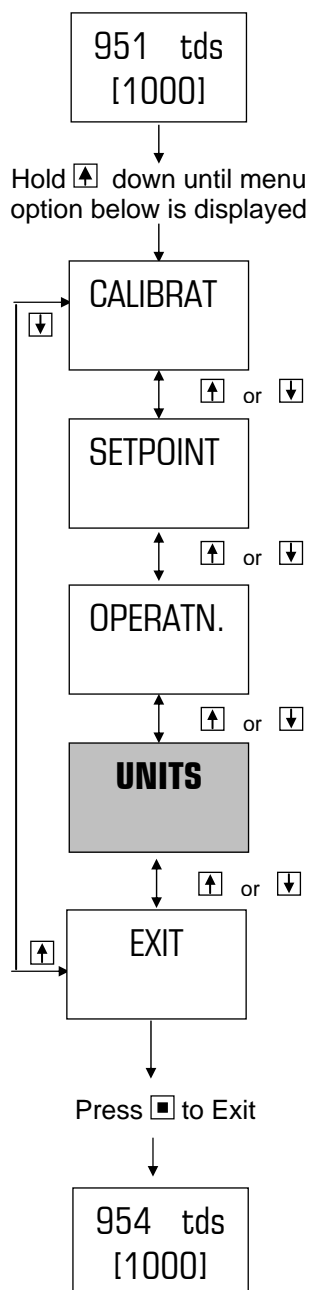 951 tds
[1000]
Hold down until menu
option below is displayed
CALIBRAT
or
SETPOINT
or
OPERATN.
or
UNITS
or
EXIT
Press to Exit
954 tds
[1000]